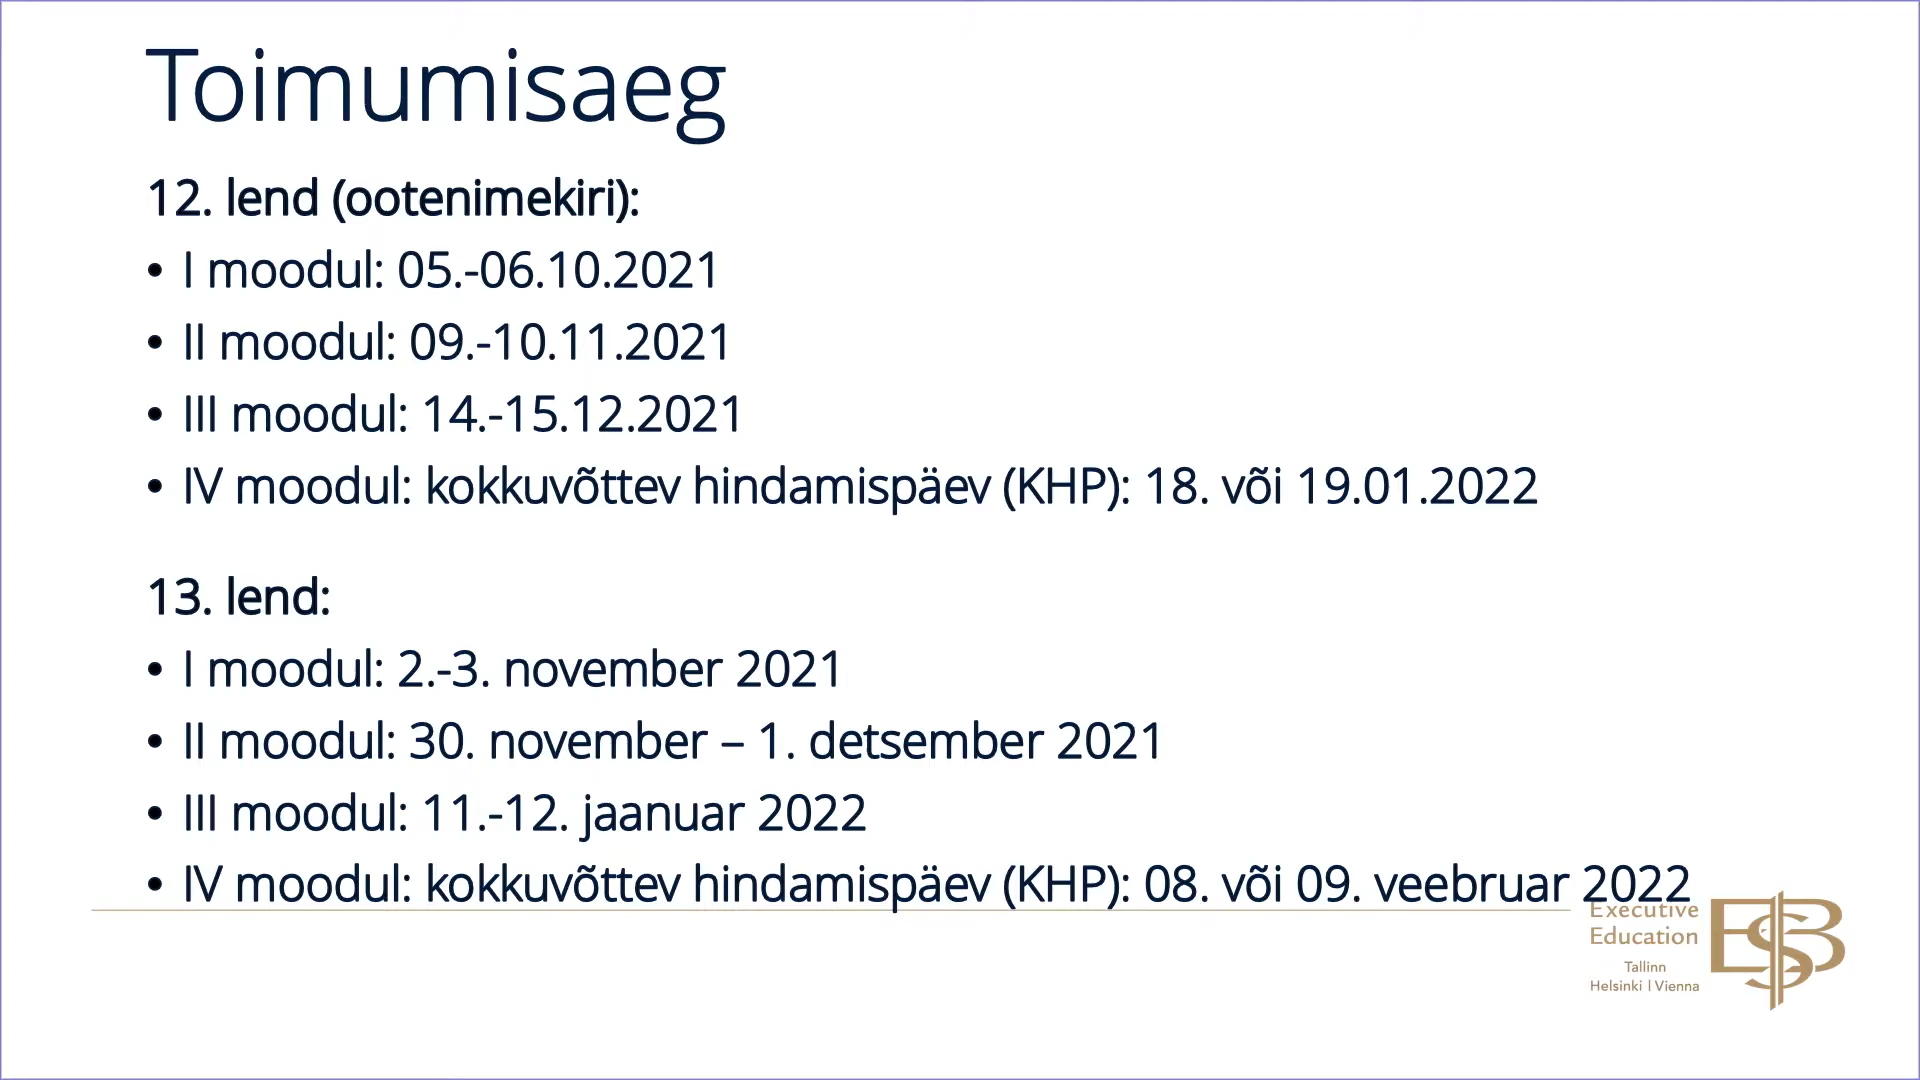 Toimumisaeg
12. lend (ootenimekiri):
• I moodul: 05.-06.10.2021
• II moodul: 09.-10.11.2021
• III moodul: 14.-15.12.2021
• IV moodul: kokkuvõttev hindamispäev (KHP): 18. või 19.01.2022
13. lend:
• I moodul: 2.-3. november 2021
• II moodul: 30. november – 1. detsember 2021
• III moodul: 11.-12. jaanuar 2022
• IV moodul: kokkuvõttev hindamispäev (KHP): 08. või 09. veebruar 2022
Executive
Education
Tallinn
Helsinki | Vienna
EBS